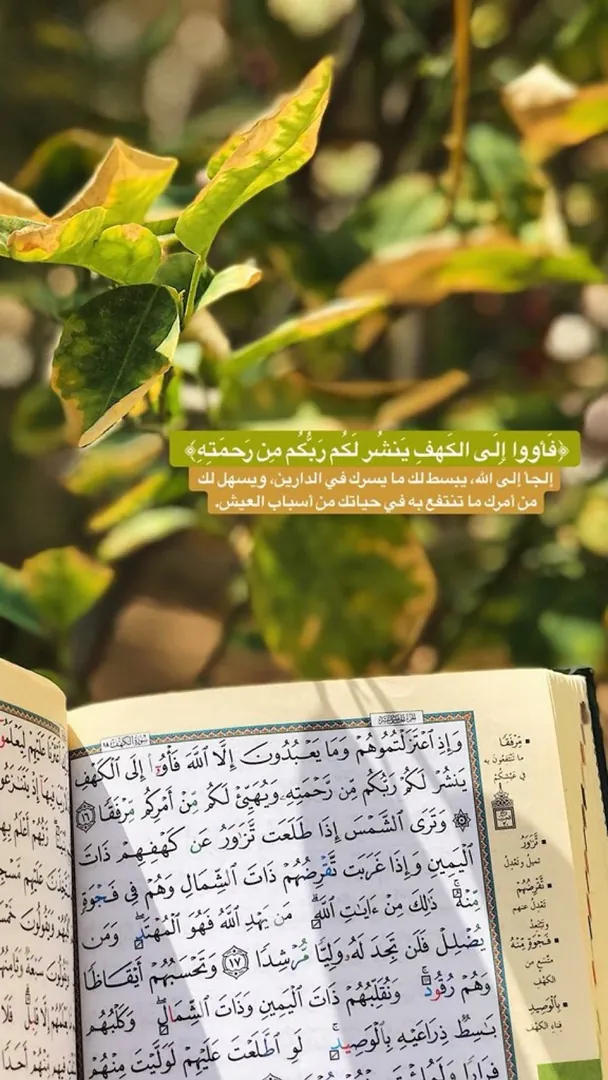 ﴿فَأووا إِلَى الكَهفِ يَنشُر لَكُم رَبُّكُم مِن رَحمَتِهِ﴾
إلجأ إلى الله، يبسط لك ما يسرك في الدارين، ويسهل لك
من أمرك ما تنتفع به في حياتك من أسباب العيش.
سُورَةُ الكَهْفِ ١٨
وَإِذِ ٱعْتَزَلْتُمُوهُمْ وَمَا يَعْبُدُونَ إِلَّا ٱللَّهَ فَأْوُۥٓا۟ إِلَى ٱلْكَهْفِ
يَنشُرْ لَكُمْ رَبُّكُم مِّن رَّحْمَتِهِۦ وَيُهَيِّئْ لَكُم مِّنْ أَمْرِكُم مِّرْفَقًا ١٦
۞ وَتَرَى ٱلشَّمْسَ إِذَا طَلَعَت تَّزَٰوَرُ عَن كَهْفِهِمْ ذَاتَ
ٱلْيَمِينِ وَإِذَا غَرَبَت تَّقْرِضُهُمْ ذَاتَ ٱلشِّمَالِ وَهُمْ فِى فَجْوَةٍ
مِّنْهُ ۚ ذَٰلِكَ مِنْ ءَايَٰتِ ٱللَّهِ ۗ مَن يَهْدِ ٱللَّهُ فَهُوَ ٱلْمُهْتَدِ ۖ وَمَن
يُضْلِلْ فَلَن تَجِدَ لَهُۥ وَلِيًّا مُّرْشِدًا ١٧ وَتَحْسَبُهُمْ أَيْقَاظًا
وَهُمْ رُقُودٌ ۚ وَنُقَلِّبُهُمْ ذَاتَ ٱلْيَمِينِ وَذَاتَ ٱلشِّمَالِ ۖ وَكَلْبُهُم
بَٰسِطٌ ذِرَاعَيْهِ بِٱلْوَصِيدِ ۚ لَوِ ٱطَّلَعْتَ عَلَيْهِمْ لَوَلَّيْتَ مِنْهُمْ
مِّرْفَقًا
ما تنتفعون به
في عيشكم
تَّزَٰوَرُ
تميل وتعدل
تَّقْرِضُهُمْ
تعدل عنهم
وتبتعد
فَجْوَةٍ مِّنْهُ
متسع من
الكهف
بِٱلْوَصِيدِ
فناء الكهف